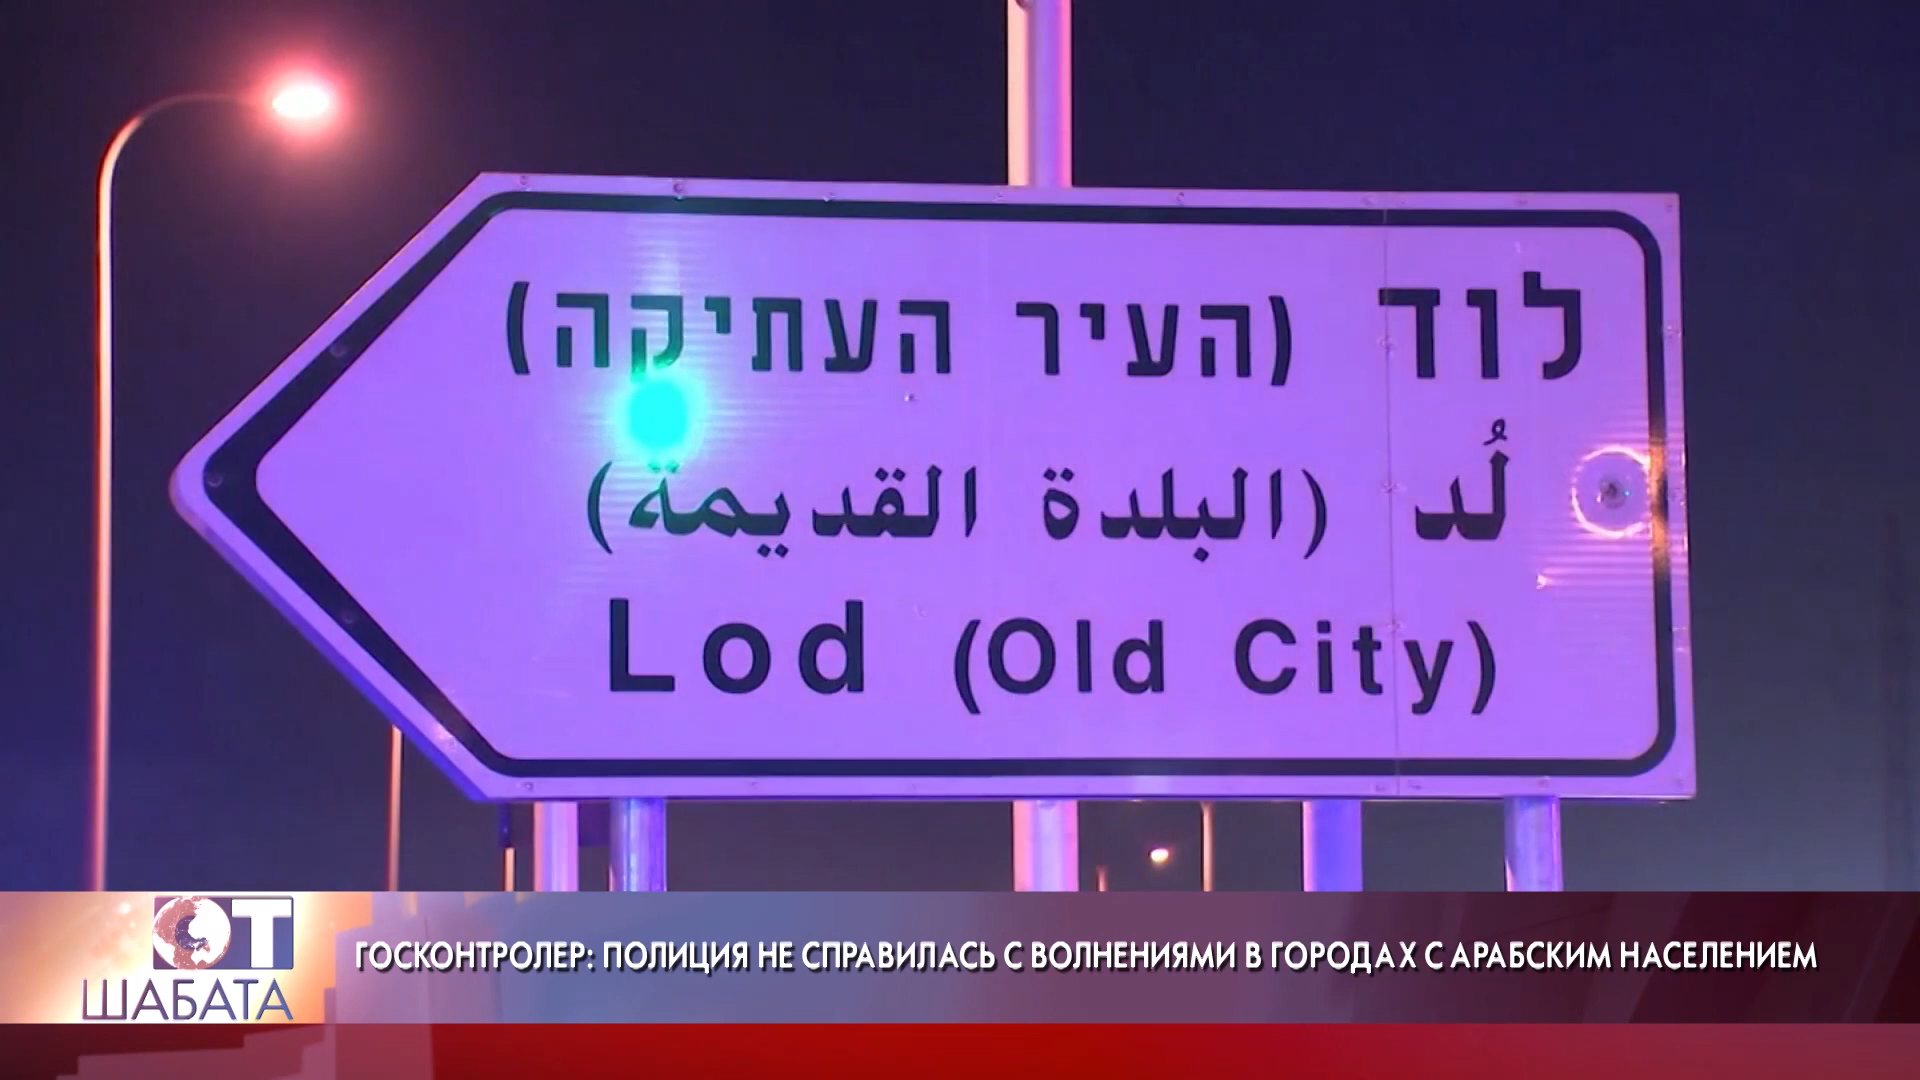 לוד (העיר העתיקה)
لُد (البلدة القديمة)
Lod (Old City)
ОТ
ШАБАТА
ГОСКОНТРОЛЕР: ПОЛИЦИЯ НЕ СПРАВИЛАСЬ С ВОЛНЕНИЯМИ В ГОРОДАХ С АРАБСКИМ НАСЕЛЕНИЕМ